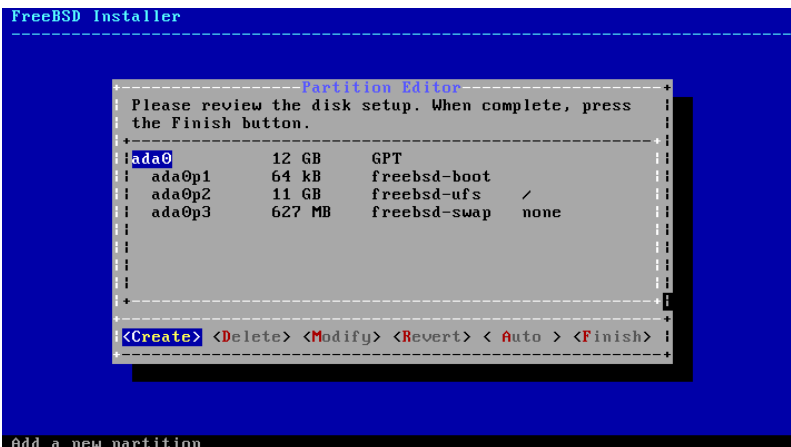 FreeBSD Installer
Partition Editor
Please review the disk setup. When complete, press
the Finish button.
ada0 12 GB GPT
ada0p1 64 kB freebsd-boot
ada0p2 11 GB freebsd-ufs /
ada0p3 627 MB freebsd-swap none
<Create> <Delete> <Modify> <Revert> < Auto > <Finish>
Add a new partition